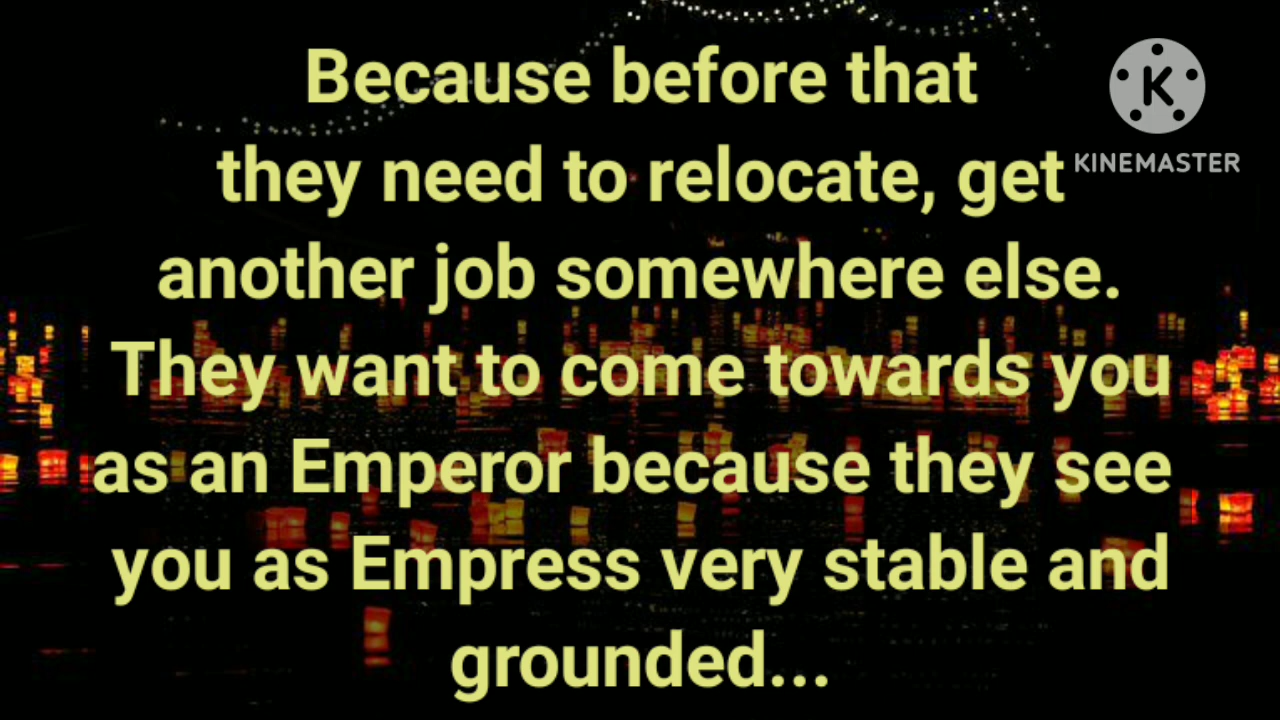 Because before that
they need to relocate, get
another job somewhere else.
They want to come towards you
as an Emperor because they see
you as Empress very stable and
grounded...
K
KINEMASTER